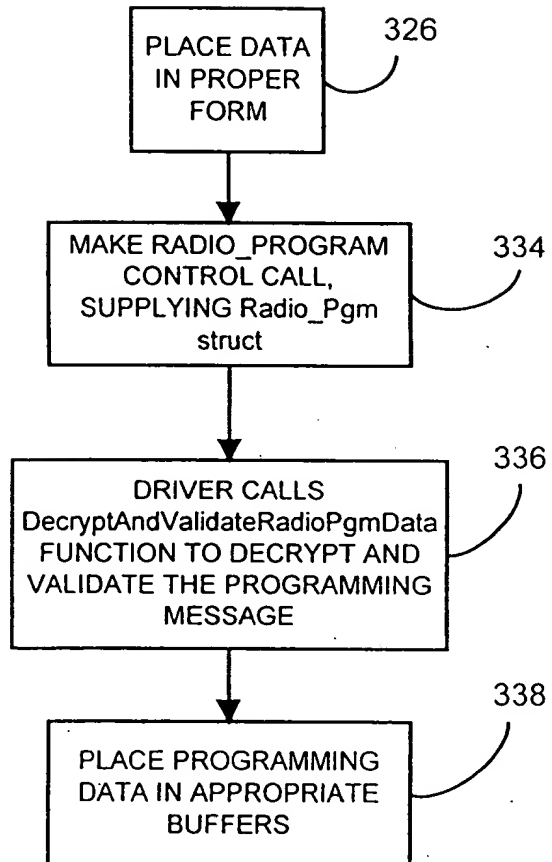 PLACE DATA
IN PROPER
FORM
326
MAKE RADIO_PROGRAM
CONTROL CALL,
SUPPLYING Radio_Pgm
struct
334
DRIVER CALLS
DecryptAndValidateRadioPgmData
FUNCTION TO DECRYPT AND
VALIDATE THE PROGRAMMING
MESSAGE
336
PLACE PROGRAMMING
DATA IN APPROPRIATE
BUFFERS
338